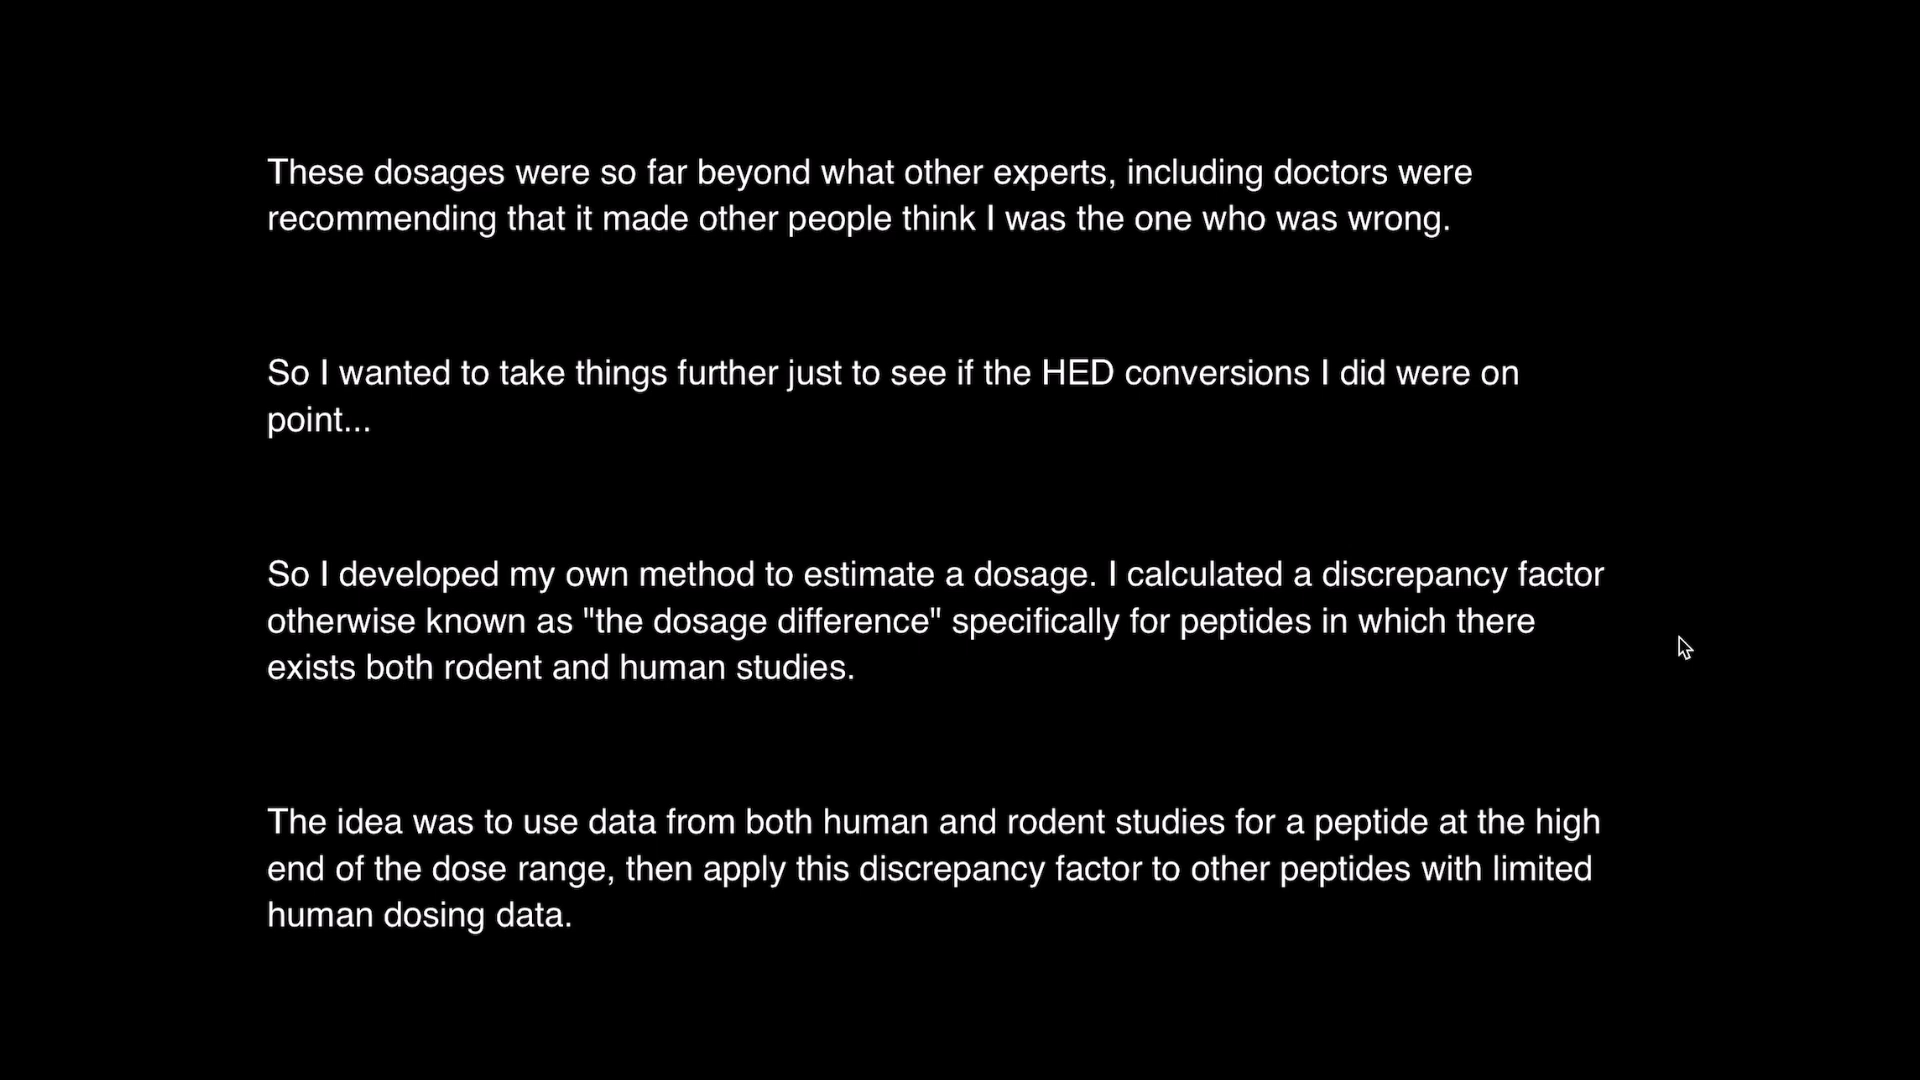 These dosages were so far beyond what other experts, including doctors were
recommending that it made other people think I was the one who was wrong.
So I wanted to take things further just to see if the HED conversions I did were on
point...
So I developed my own method to estimate a dosage. I calculated a discrepancy factor
otherwise known as "the dosage difference" specifically for peptides in which there
exists both rodent and human studies.
The idea was to use data from both human and rodent studies for a peptide at the high
end of the dose range, then apply this discrepancy factor to other peptides with limited
human dosing data.